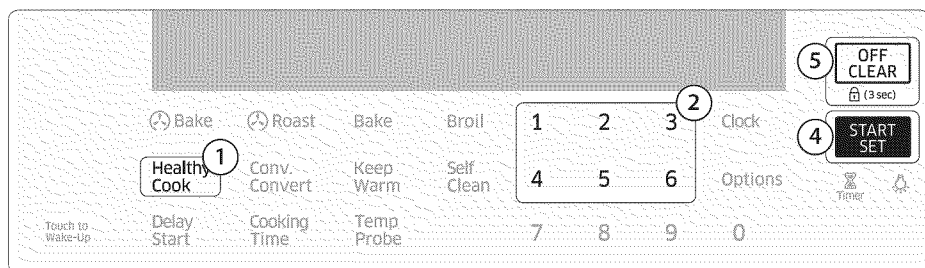 5
OFF
CLEAR
(3 sec)
2
Bake Roast Bake Broil 1 2 3 Clock
4
START
SET
1
Healthy
Cook
Conv.
Convert
Keep
Warm
Self
Clean
4 5 6 Options
Timer
Touch to
Wake-Up
Delay
Start
Cooking
Time
Temp
Probe
7 8 9 0